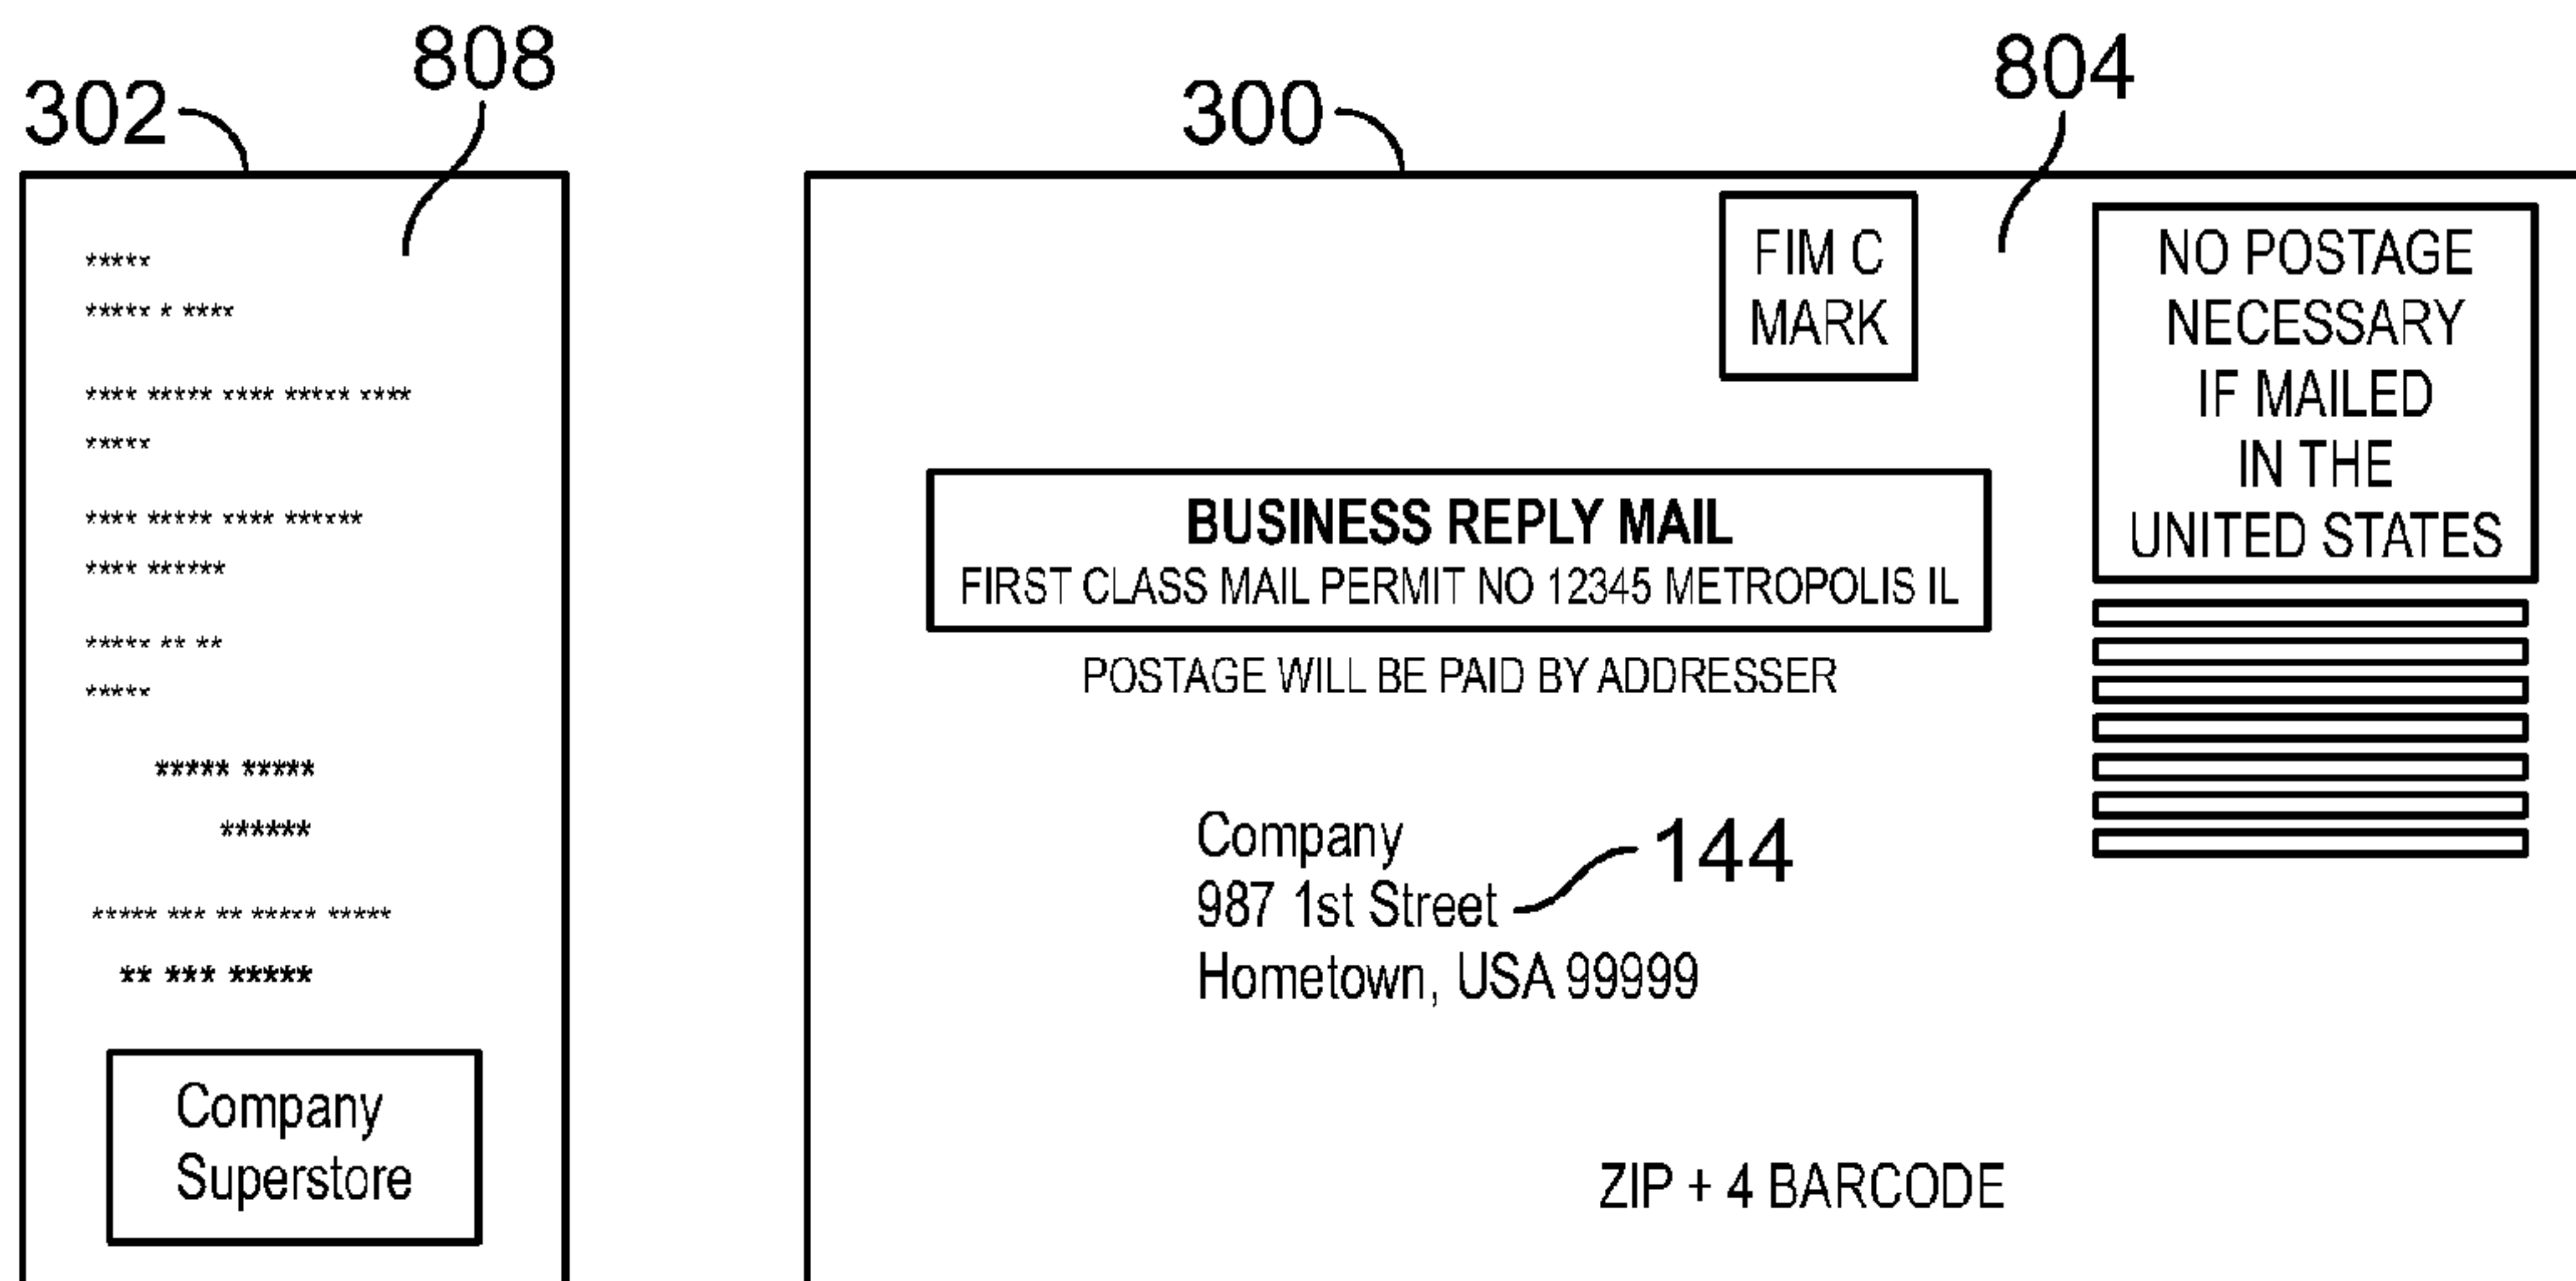 302
808
*****
***** * ****
**** ***** **** ***** ****
*****
**** ***** **** ******
**** ******
***** ** **
*****
***** *****
******
***** *** ** ***** *****
** *** *****
Company
Superstore
300
804
FIM C
MARK
NO POSTAGE
NECESSARY
IF MAILED
IN THE
UNITED STATES
BUSINESS REPLY MAIL
FIRST CLASS MAIL PERMIT NO 12345 METROPOLIS IL
POSTAGE WILL BE PAID BY ADDRESSER
Company
987 1st Street
Hometown, USA 99999
144
ZIP + 4 BARCODE